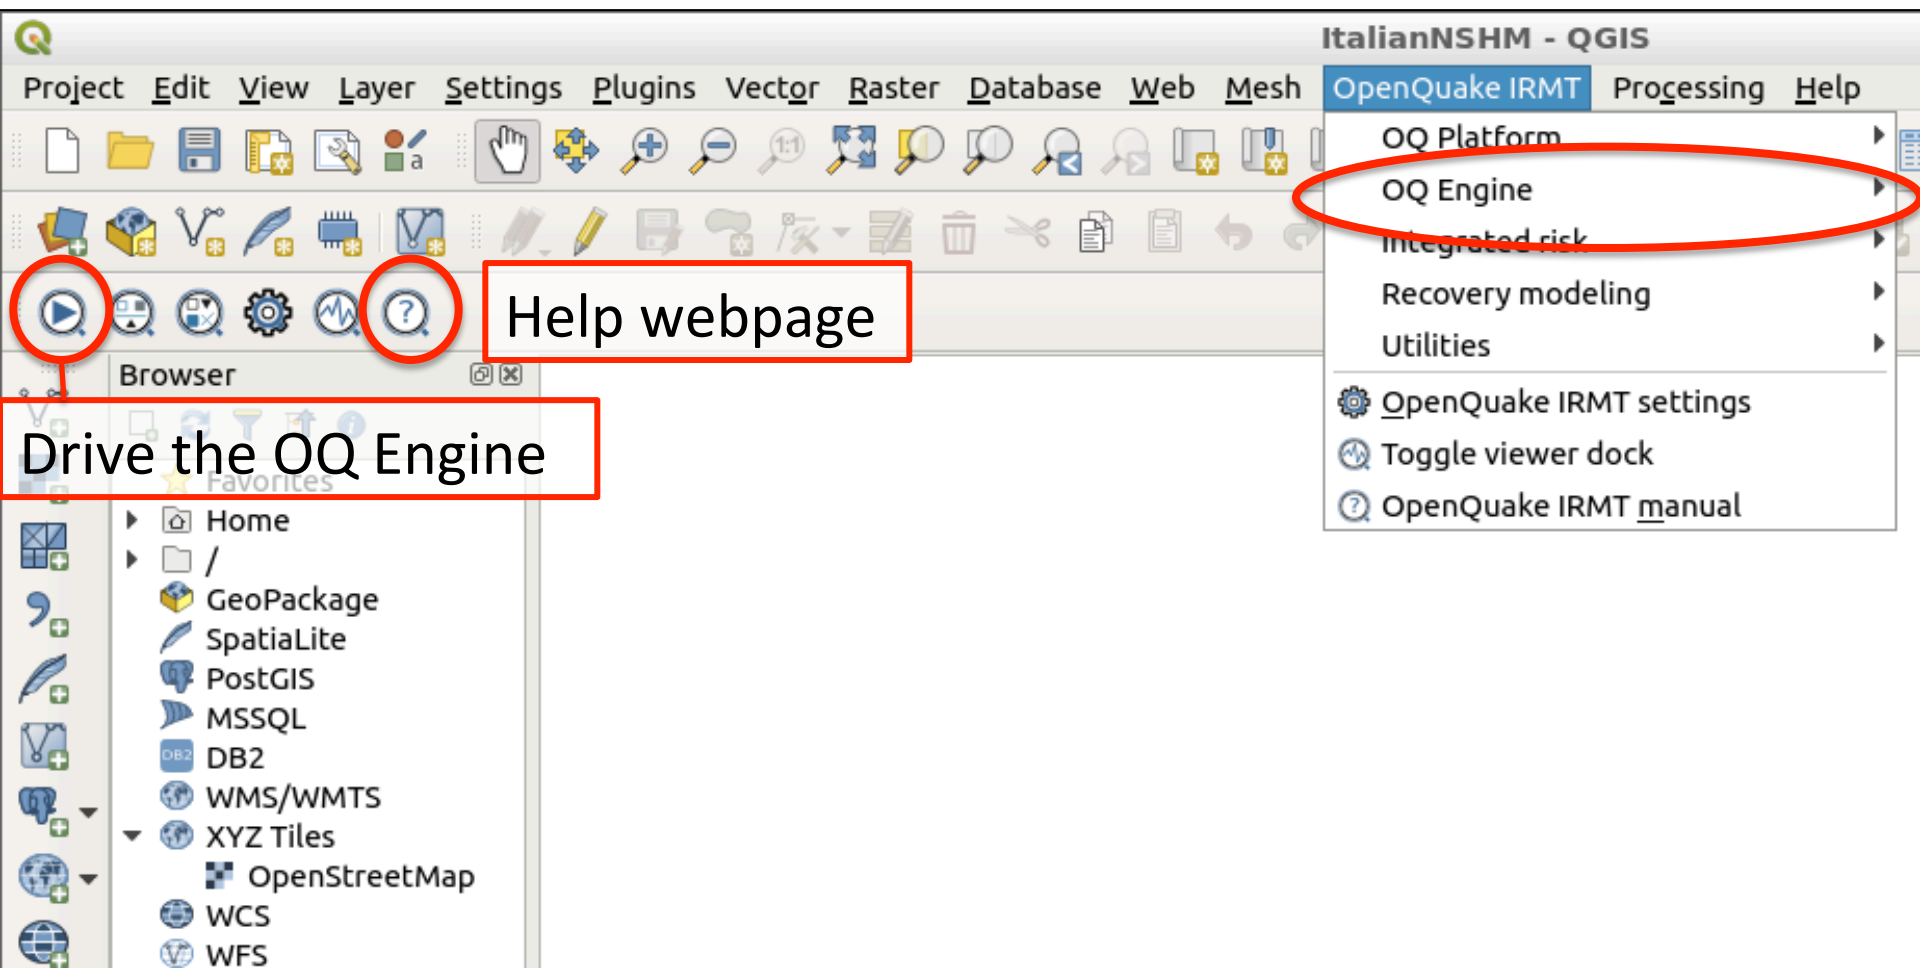 ItalianNSHM - QGIS
Project Edit View Layer Settings Plugins Vector Raster Database Web Mesh OpenQuake IRMT Processing Help
OQ Platform
OQ Engine
Integrated risk
Recovery modeling
Utilities
OpenQuake IRMT settings
Toggle viewer dock
OpenQuake IRMT manual
1:1
a
Help webpage
Browser
Drive the OQ Engine
Favorites
Home
/
GeoPackage
SpatiaLite
PostGIS
MSSQL
DB2 DB2
WMS/WMTS
XYZ Tiles
OpenStreetMap
WCS
WFS